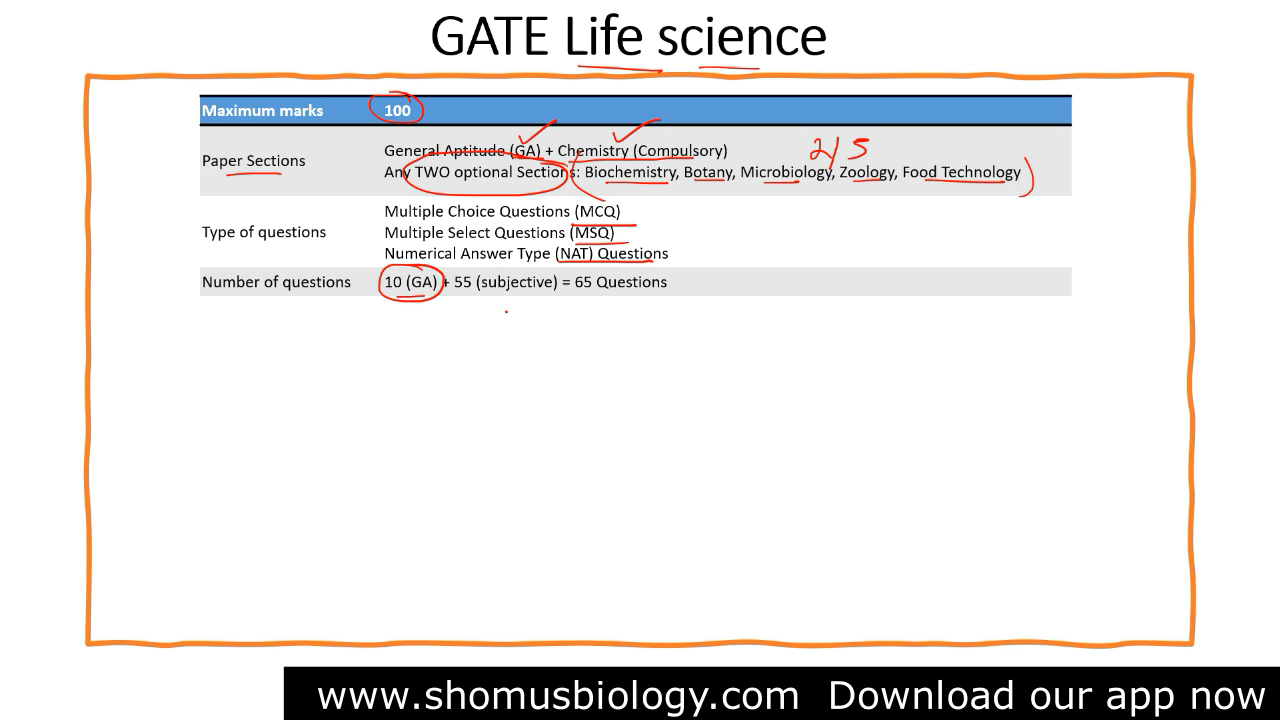 GATE Life science
Maximum marks 100
2/5
Paper Sections General Aptitude (GA) + Chemistry (Compulsory)
Any TWO optional Sections: Biochemistry, Botany, Microbiology, Zoology, Food Technology
Type of questions Multiple Choice Questions (MCQ)
Multiple Select Questions (MSQ)
Numerical Answer Type (NAT) Questions
Number of questions 10 (GA) + 55 (subjective) = 65 Questions
www.shomusbiology.com Download our app now